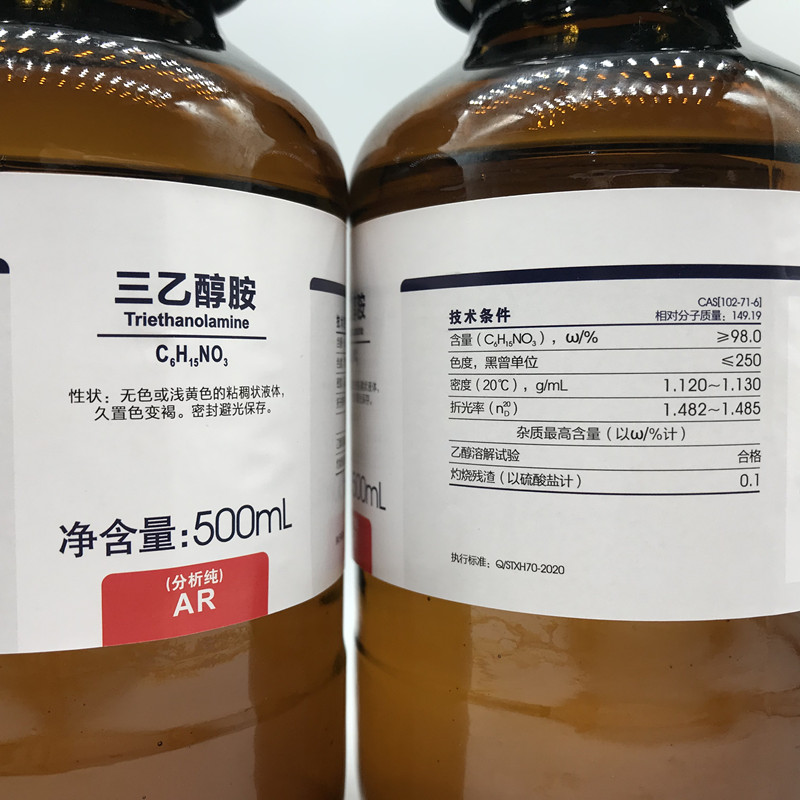 三乙醇胺
Triethanolamine
C₆H₁₅NO₃
性状：无色或浅黄色的粘稠状液体，
久置色变褐。密封避光保存。
净含量:500mL
(分析纯)
AR
CAS[102-71-6]
技术条件 相对分子质量：149.19
含量（C₆H₁₅NO₃），ω/% ≥98.0
色度，黑曾单位 ≤250
密度（20℃），g/mL 1.120～1.130
折光率（n20D） 1.482～1.485
杂质最高含量（以ω/%计）
乙醇溶解试验 合格
灼烧残渣（以硫酸盐计） 0.1
执行标准：Q/STXH70-2020